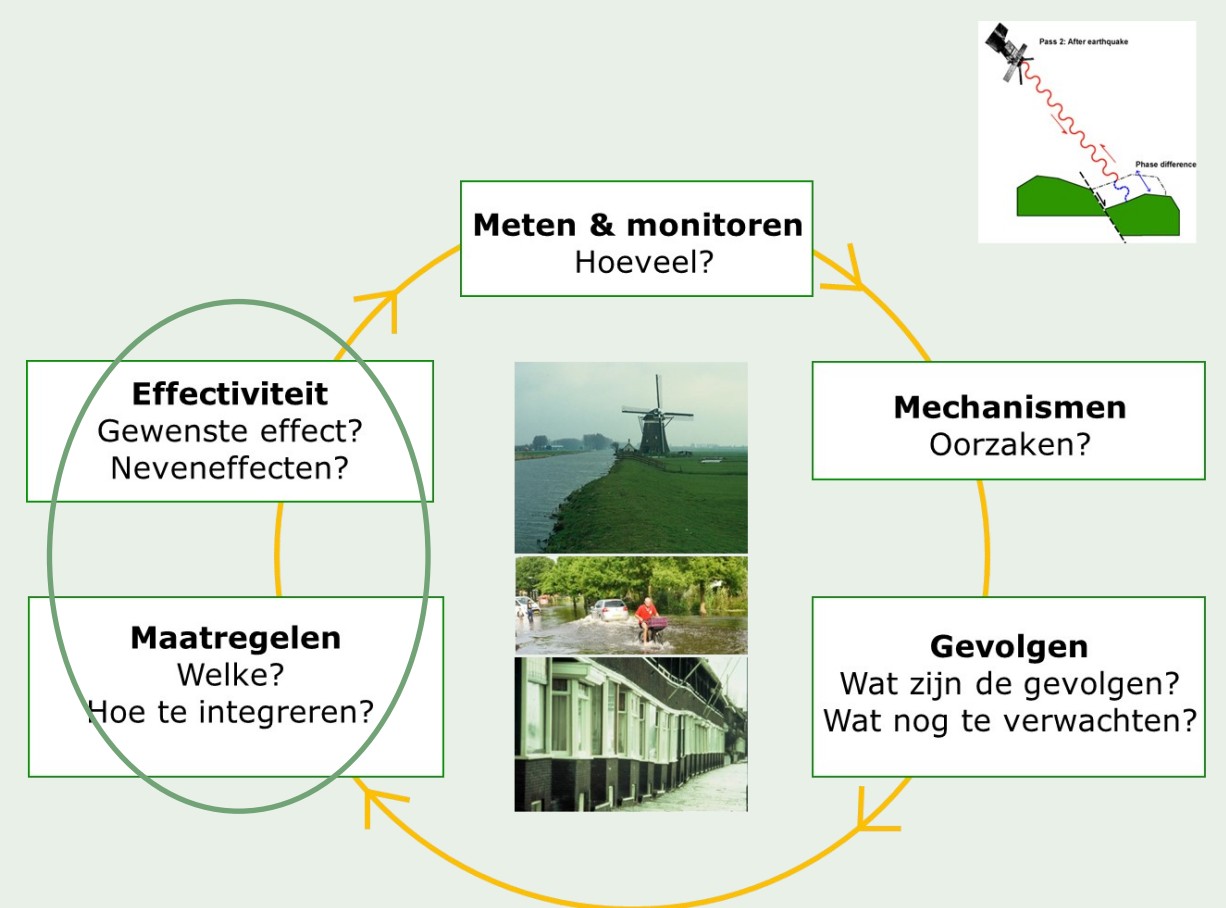 Pass 2: After earthquake
Phase difference
Meten & monitoren
Hoeveel?
Mechanismen
Oorzaken?
Gevolgen
Wat zijn de gevolgen?
Wat nog te verwachten?
Maatregelen
Welke?
Hoe te integreren?
Effectiviteit
Gewenste effect?
Neveneffecten?